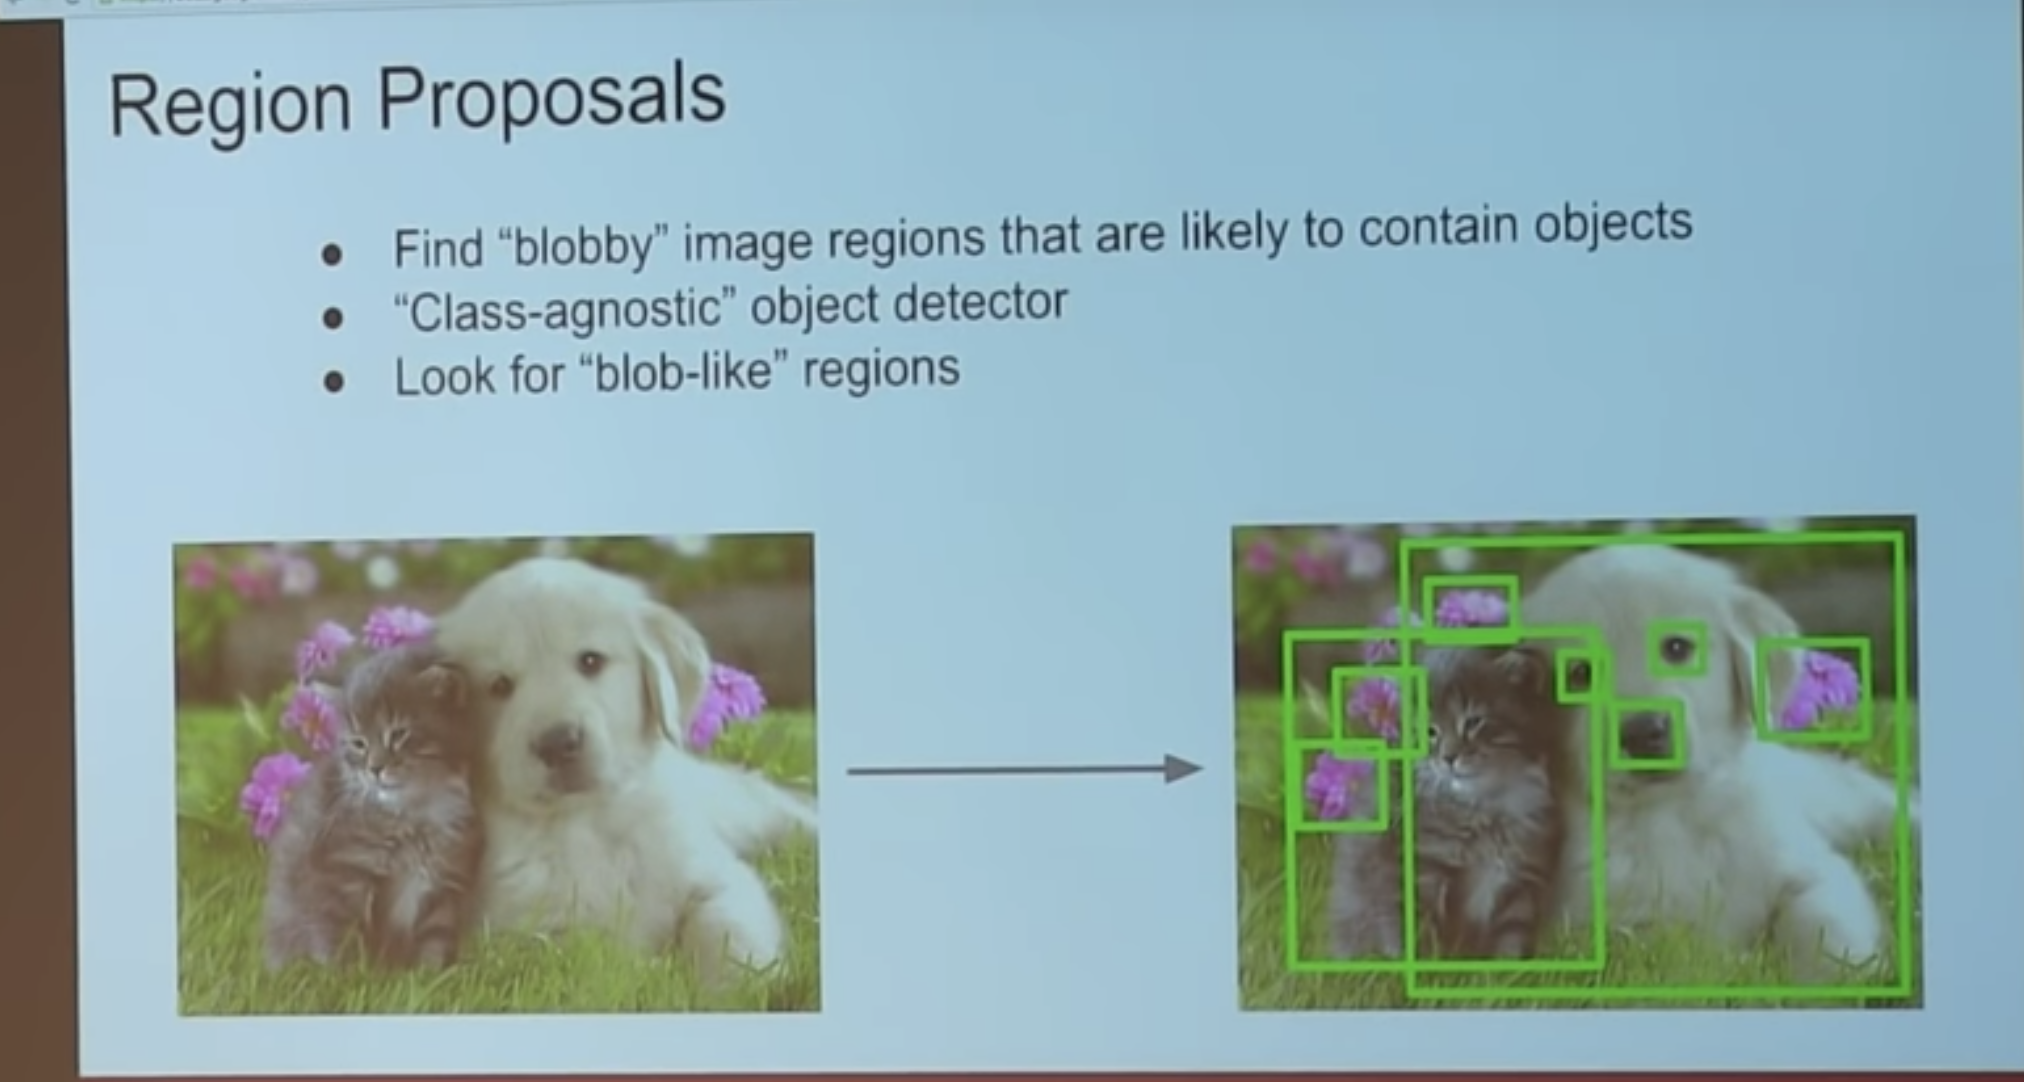 Region Proposals
● Find “blobby” image regions that are likely to contain objects
● “Class-agnostic” object detector
● Look for “blob-like” regions